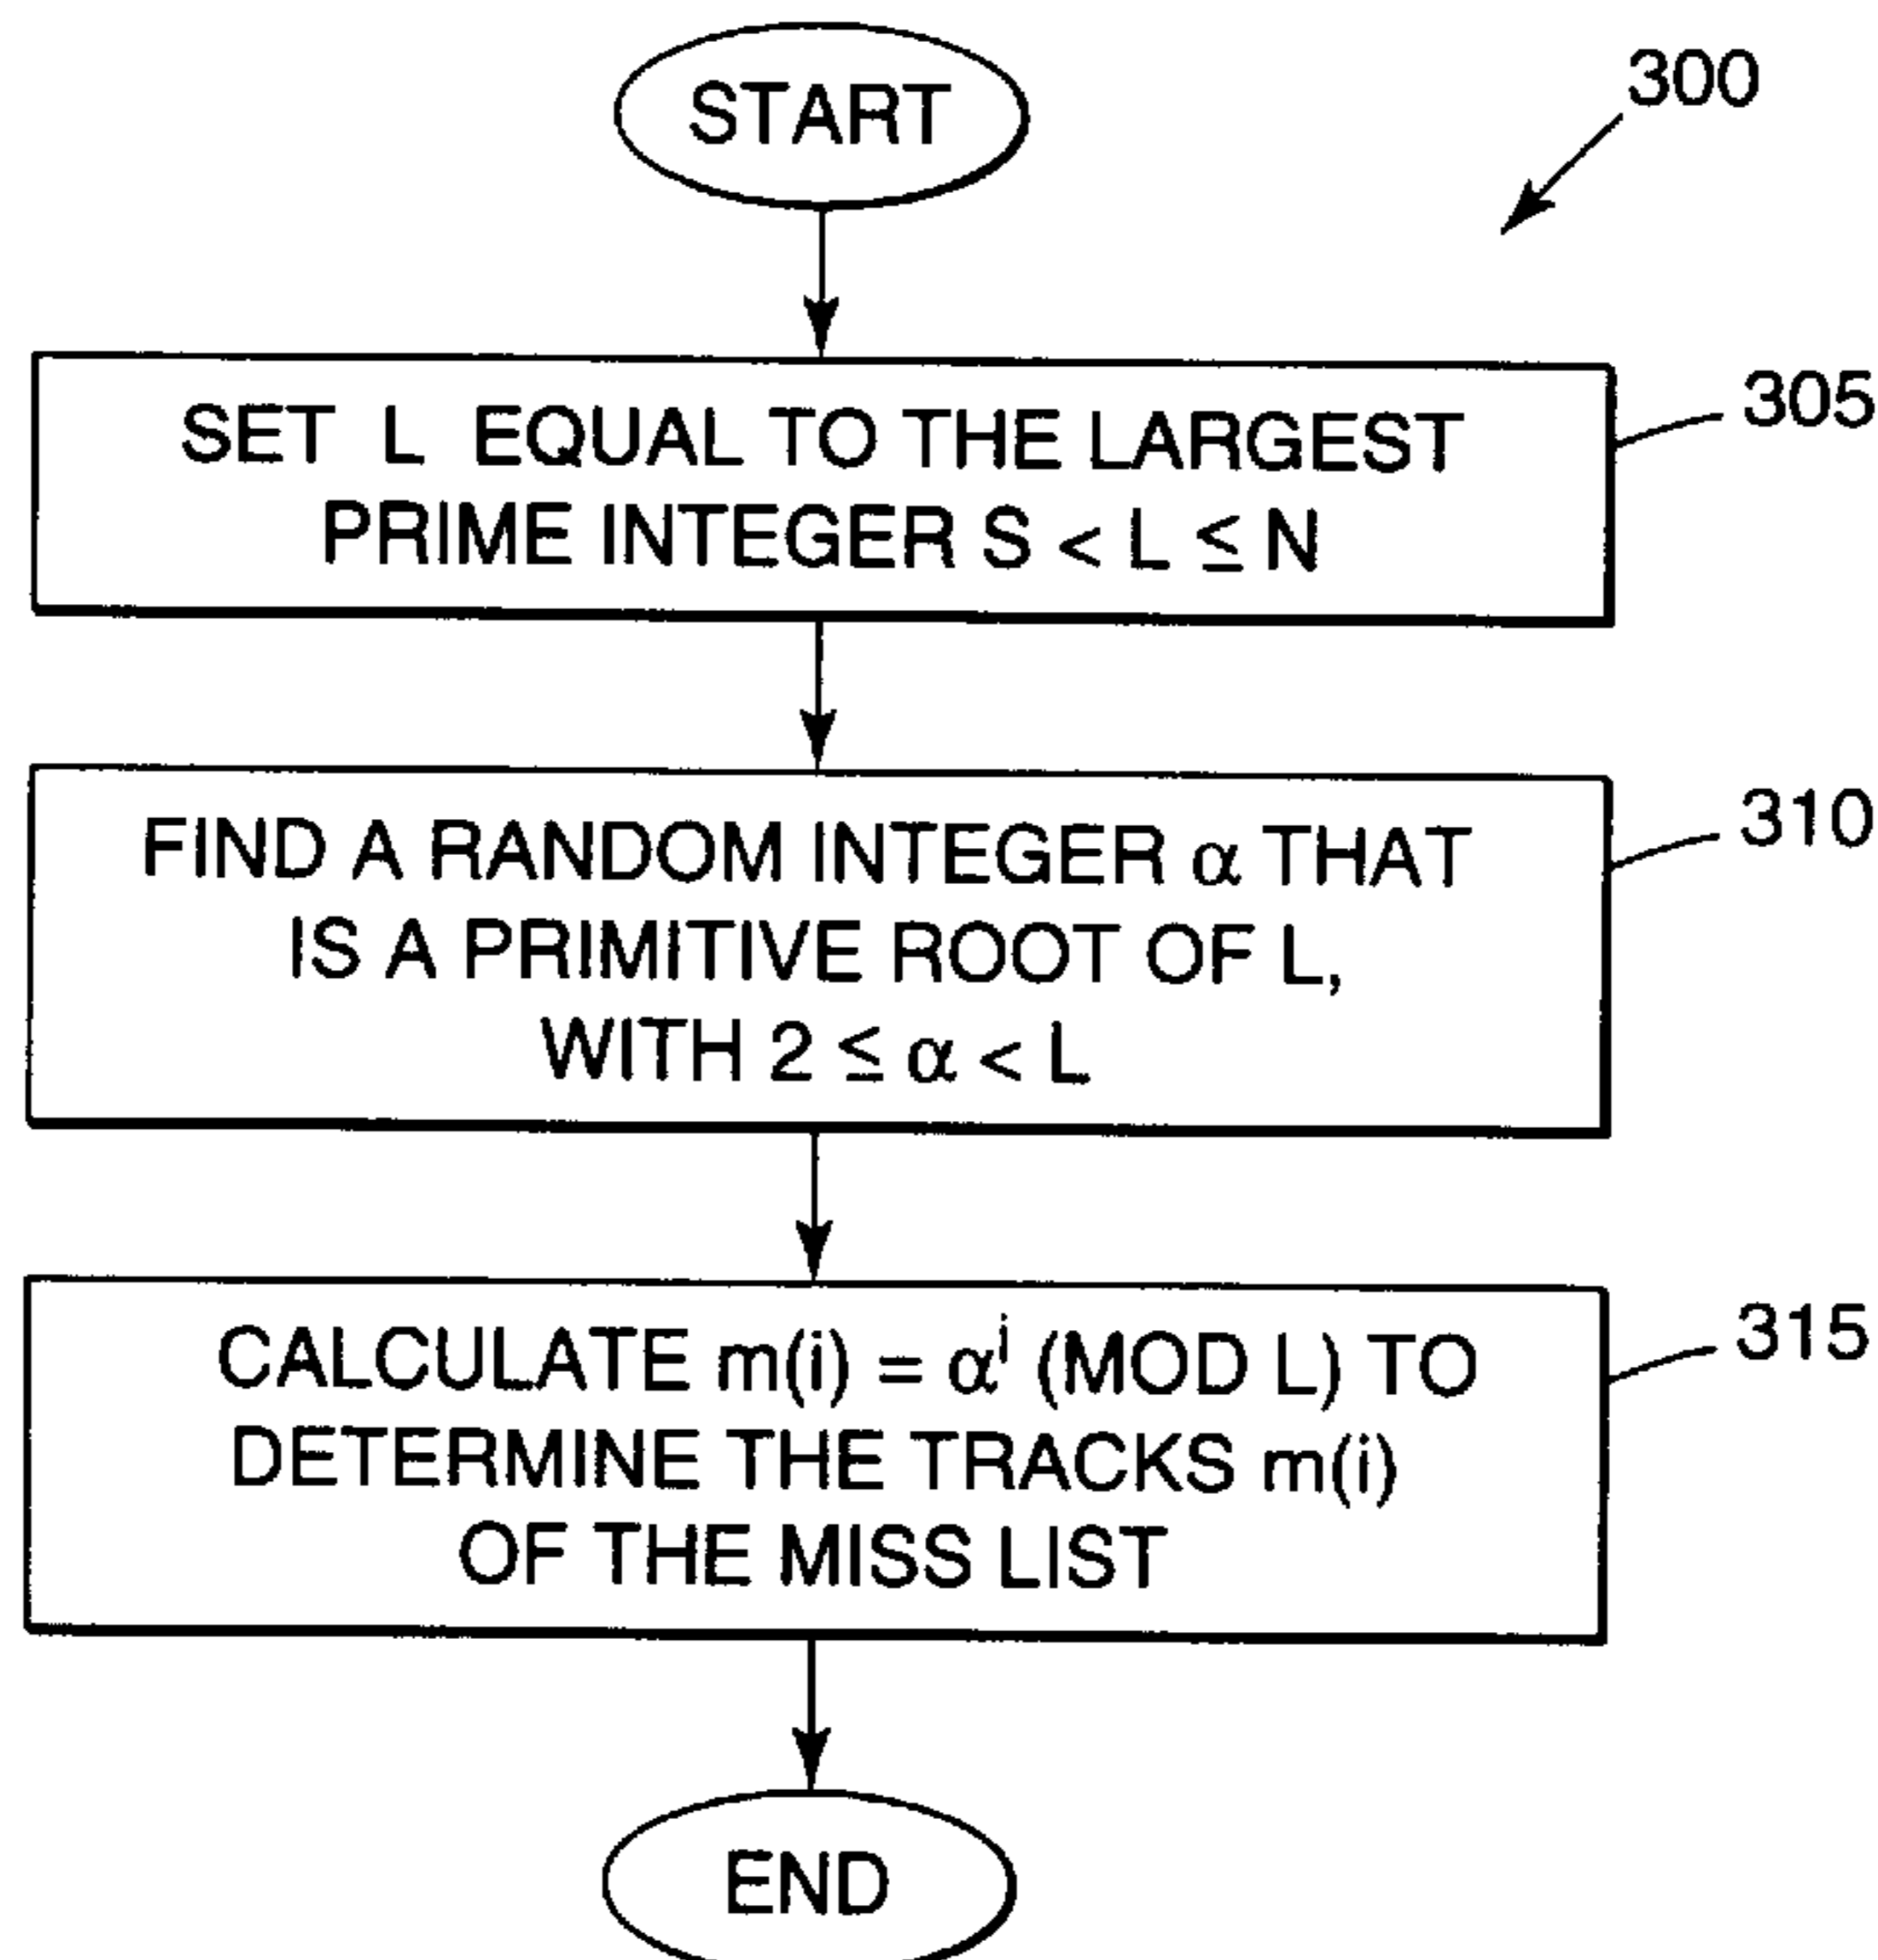 START
300
SET L EQUAL TO THE LARGEST
PRIME INTEGER S < L ≤ N
305
FIND A RANDOM INTEGER α THAT
IS A PRIMITIVE ROOT OF L,
WITH 2 ≤ α < L
310
CALCULATE m(i) = αⁱ (MOD L) TO
DETERMINE THE TRACKS m(i)
OF THE MISS LIST
315
END